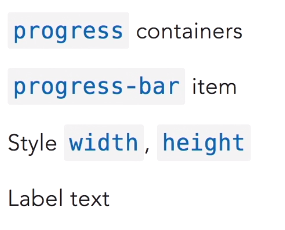 progress containers
progress-bar item
Style width, height
Label text